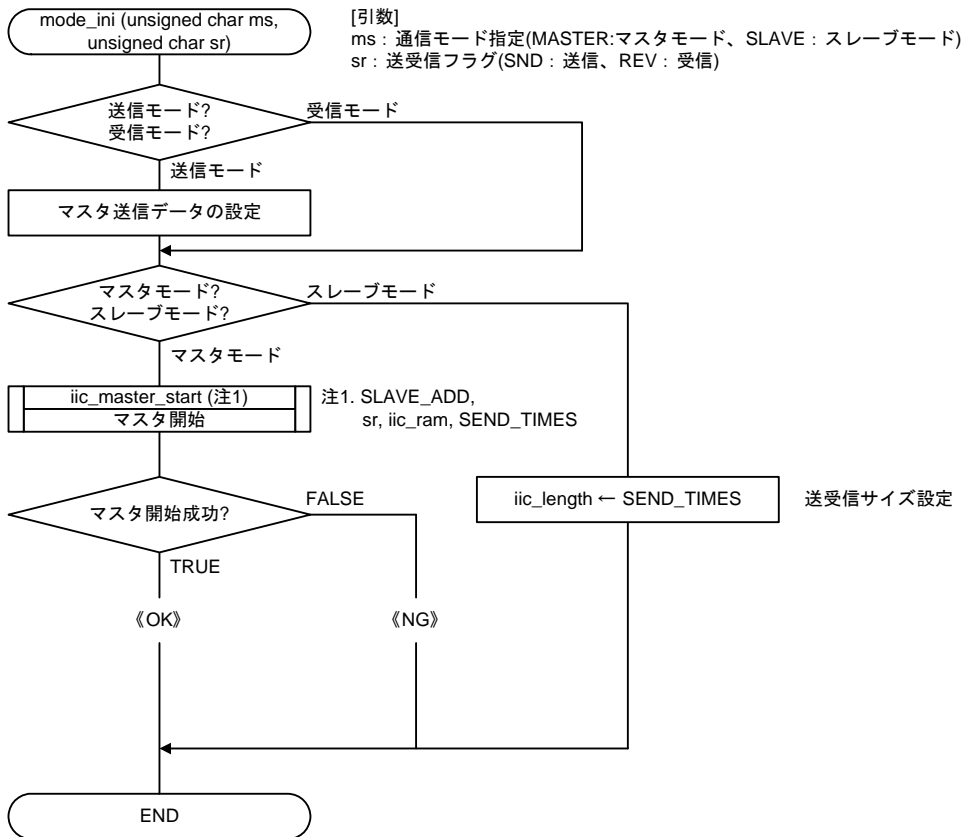 mode_ini (unsigned char ms,
unsigned char sr)
[引数]
ms : 通信モード指定(MASTER:マスタモード、SLAVE : スレーブモード)
sr : 送受信フラグ(SND : 送信、REV : 受信)
送信モード?
受信モード?
受信モード
送信モード
マスタ送信データの設定
マスタモード?
スレーブモード?
スレーブモード
マスタモード
iic_master_start (注1)
マスタ開始
注1. SLAVE_ADD,
sr, iic_ram, SEND_TIMES
マスタ開始成功?
FALSE
TRUE
iic_length ← SEND_TIMES
送受信サイズ設定
《OK》
《NG》
END